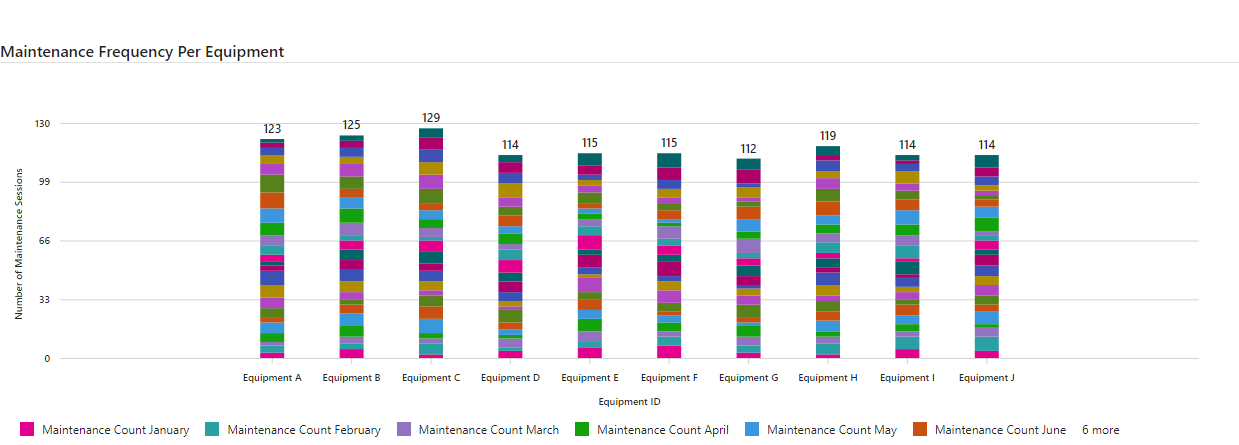 Maintenance Frequency Per Equipment
Number of Maintenance Sessions
130
99
66
33
0
123
125
129
114
115
115
112
119
114
114
Equipment A
Equipment B
Equipment C
Equipment D
Equipment E
Equipment F
Equipment G
Equipment H
Equipment I
Equipment J
Equipment ID
Maintenance Count January
Maintenance Count February
Maintenance Count March
Maintenance Count April
Maintenance Count May
Maintenance Count June
6 more